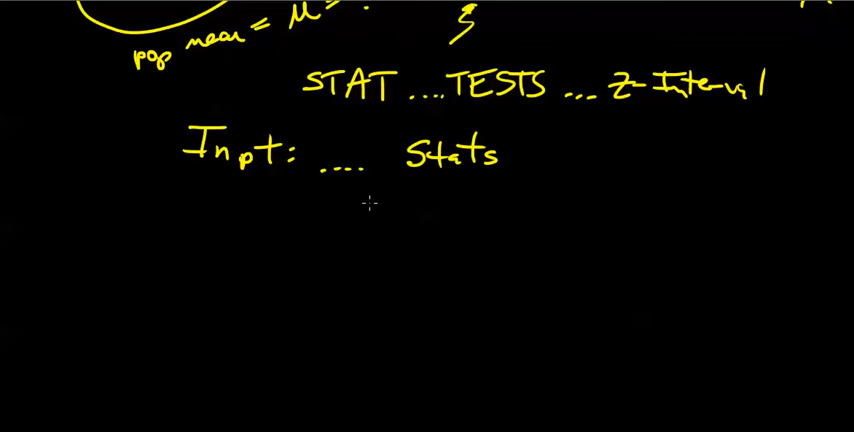 pop mean = μ = ?
STAT ....TESTS ... Z-Interval
Inpt: .... Stats